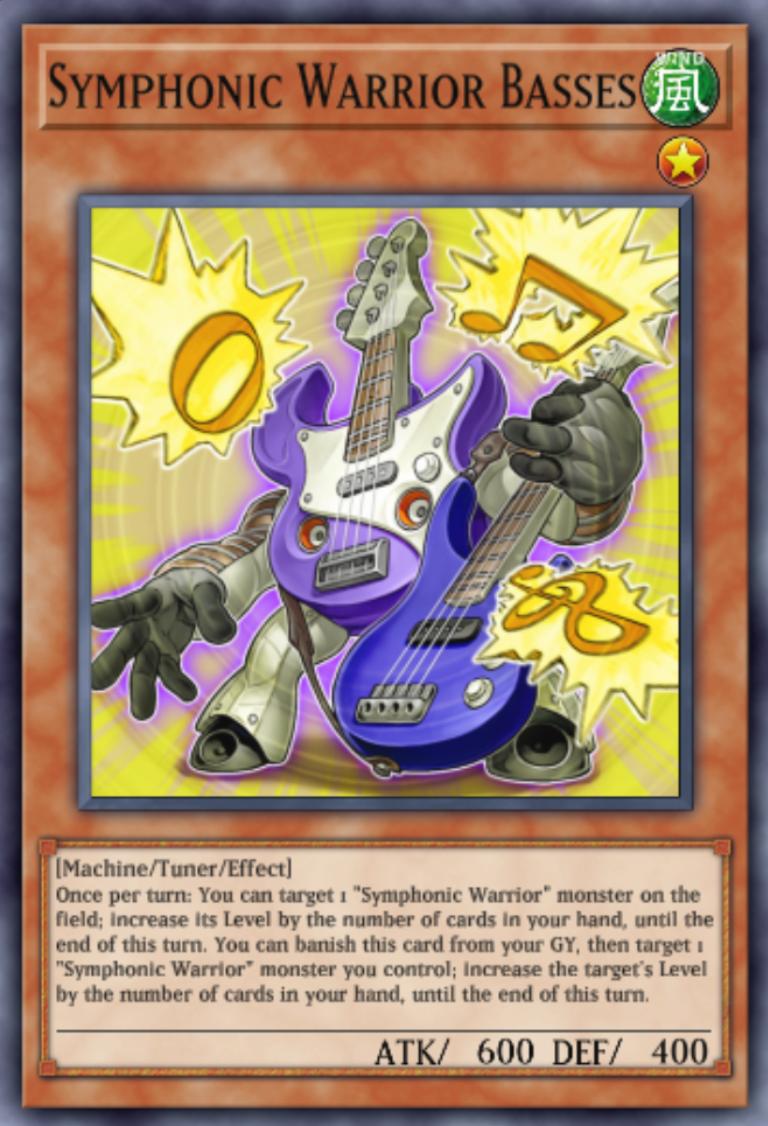 Symphonic Warrior Basses
WIND
風
[Machine/Tuner/Effect]
Once per turn: You can target 1 "Symphonic Warrior" monster on the
field; increase its Level by the number of cards in your hand, until the
end of this turn. You can banish this card from your GY, then target 1
"Symphonic Warrior" monster you control; increase the target's Level
by the number of cards in your hand, until the end of this turn.
ATK/ 600 DEF/ 400